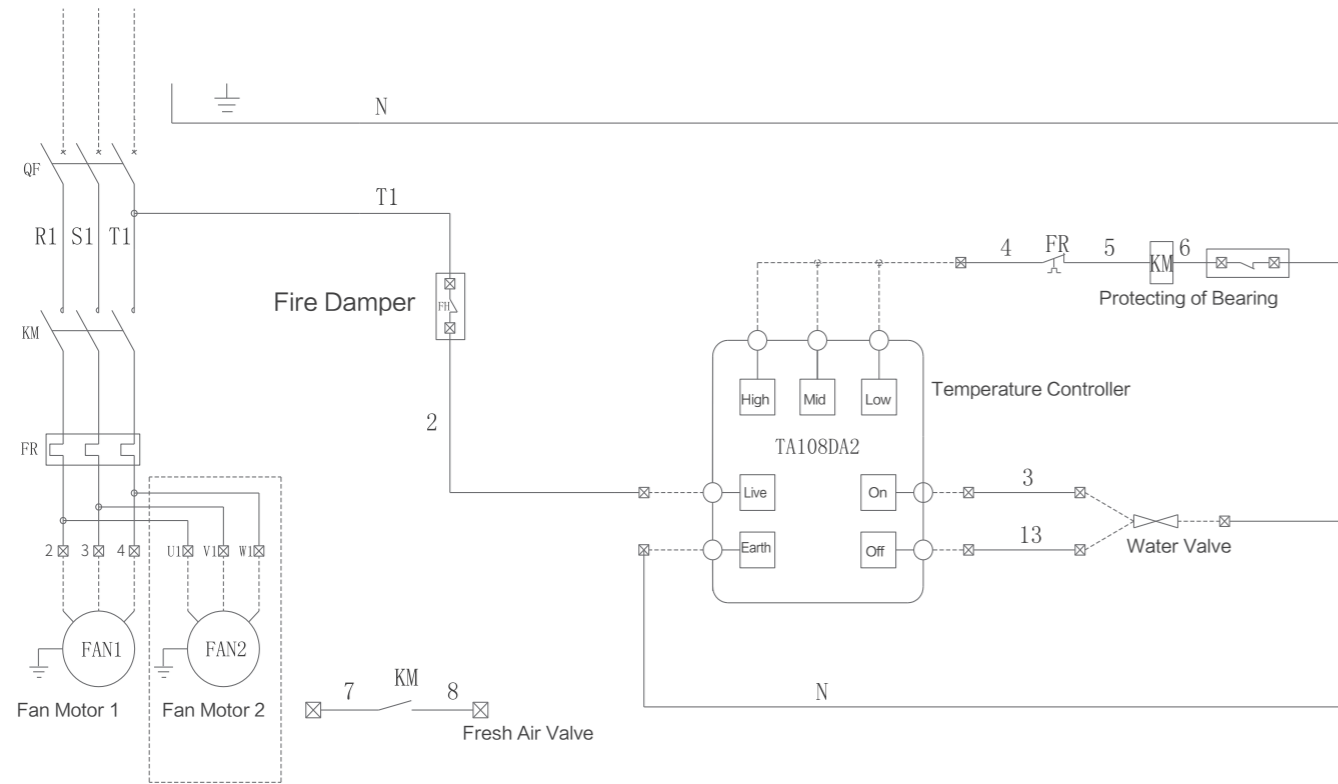 N
QF
T1
R1 S1 T1
4 FR 5 KM 6
Protecting of Bearing
Fire Damper
FH
KM
Temperature Controller
High Mid Low
2
TA108DA2
FR
Live On 3
2 3 4 U1 V1 W1
Earth Off 13
Water Valve
FAN1 FAN2
7 KM 8
N
Fan Motor 1 Fan Motor 2
Fresh Air Valve